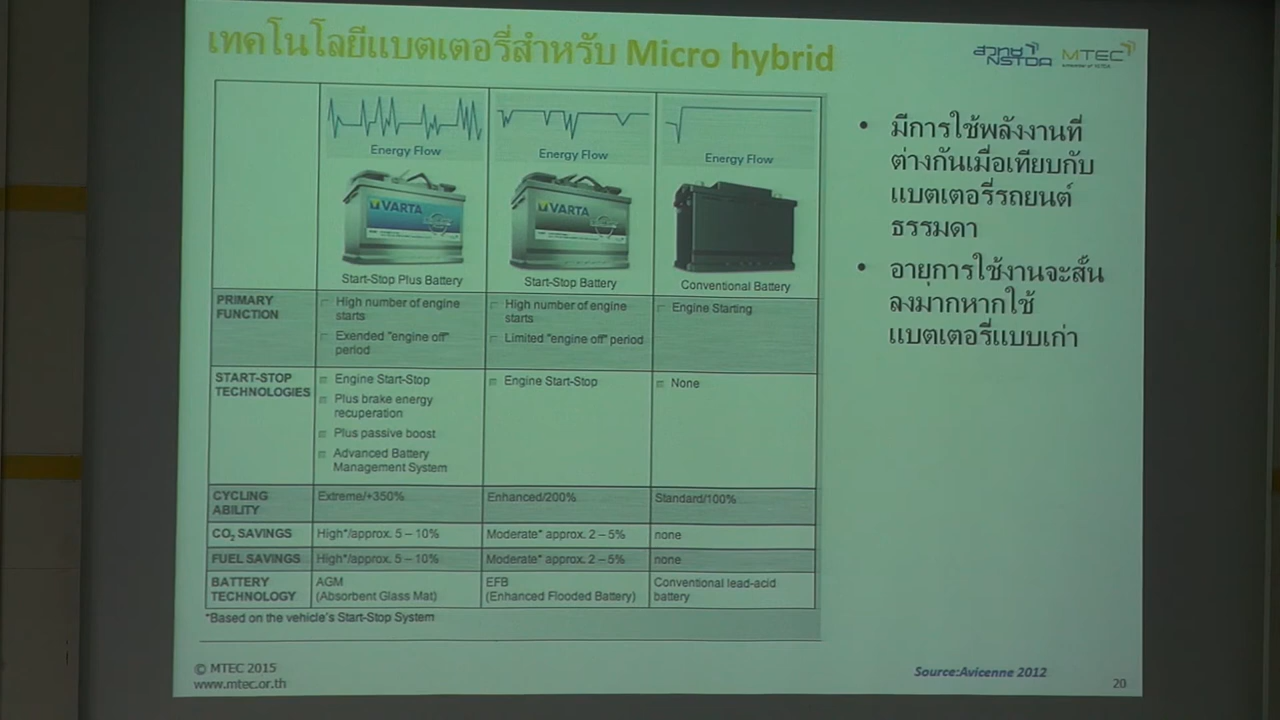 เทคโนโลยีแบตเตอรี่สำหรับ Micro hybrid
สวทช
NSTDA
MTEC
Energy Flow
Energy Flow
Energy Flow
VARTA
VARTA
Start-Stop Plus Battery
Start-Stop Battery
Conventional Battery
PRIMARY
FUNCTION
High number of engine
starts
Exended "engine off"
period
High number of engine
starts
Limited "engine off" period
Engine Starting
START-STOP
TECHNOLOGIES
Engine Start-Stop
Plus brake energy
recuperation
Plus passive boost
Advanced Battery
Management System
Engine Start-Stop
None
CYCLING
ABILITY
Extreme/+350%
Enhanced/200%
Standard/100%
CO₂ SAVINGS
High*/approx. 5 – 10%
Moderate* approx. 2 – 5%
none
FUEL SAVINGS
High*/approx. 5 – 10%
Moderate* approx. 2 – 5%
none
BATTERY
TECHNOLOGY
AGM
(Absorbent Glass Mat)
EFB
(Enhanced Flooded Battery)
Conventional lead-acid
battery
*Based on the vehicle's Start-Stop System
• มีการใช้พลังงานที่
ต่างกันเมื่อเทียบกับ
แบตเตอรี่รถยนต์
ธรรมดา
• อายุการใช้งานจะสั้น
ลงมากหากใช้
แบตเตอรี่แบบเก่า
© MTEC 2015
www.mtec.or.th
Source:Avicenne 2012
20